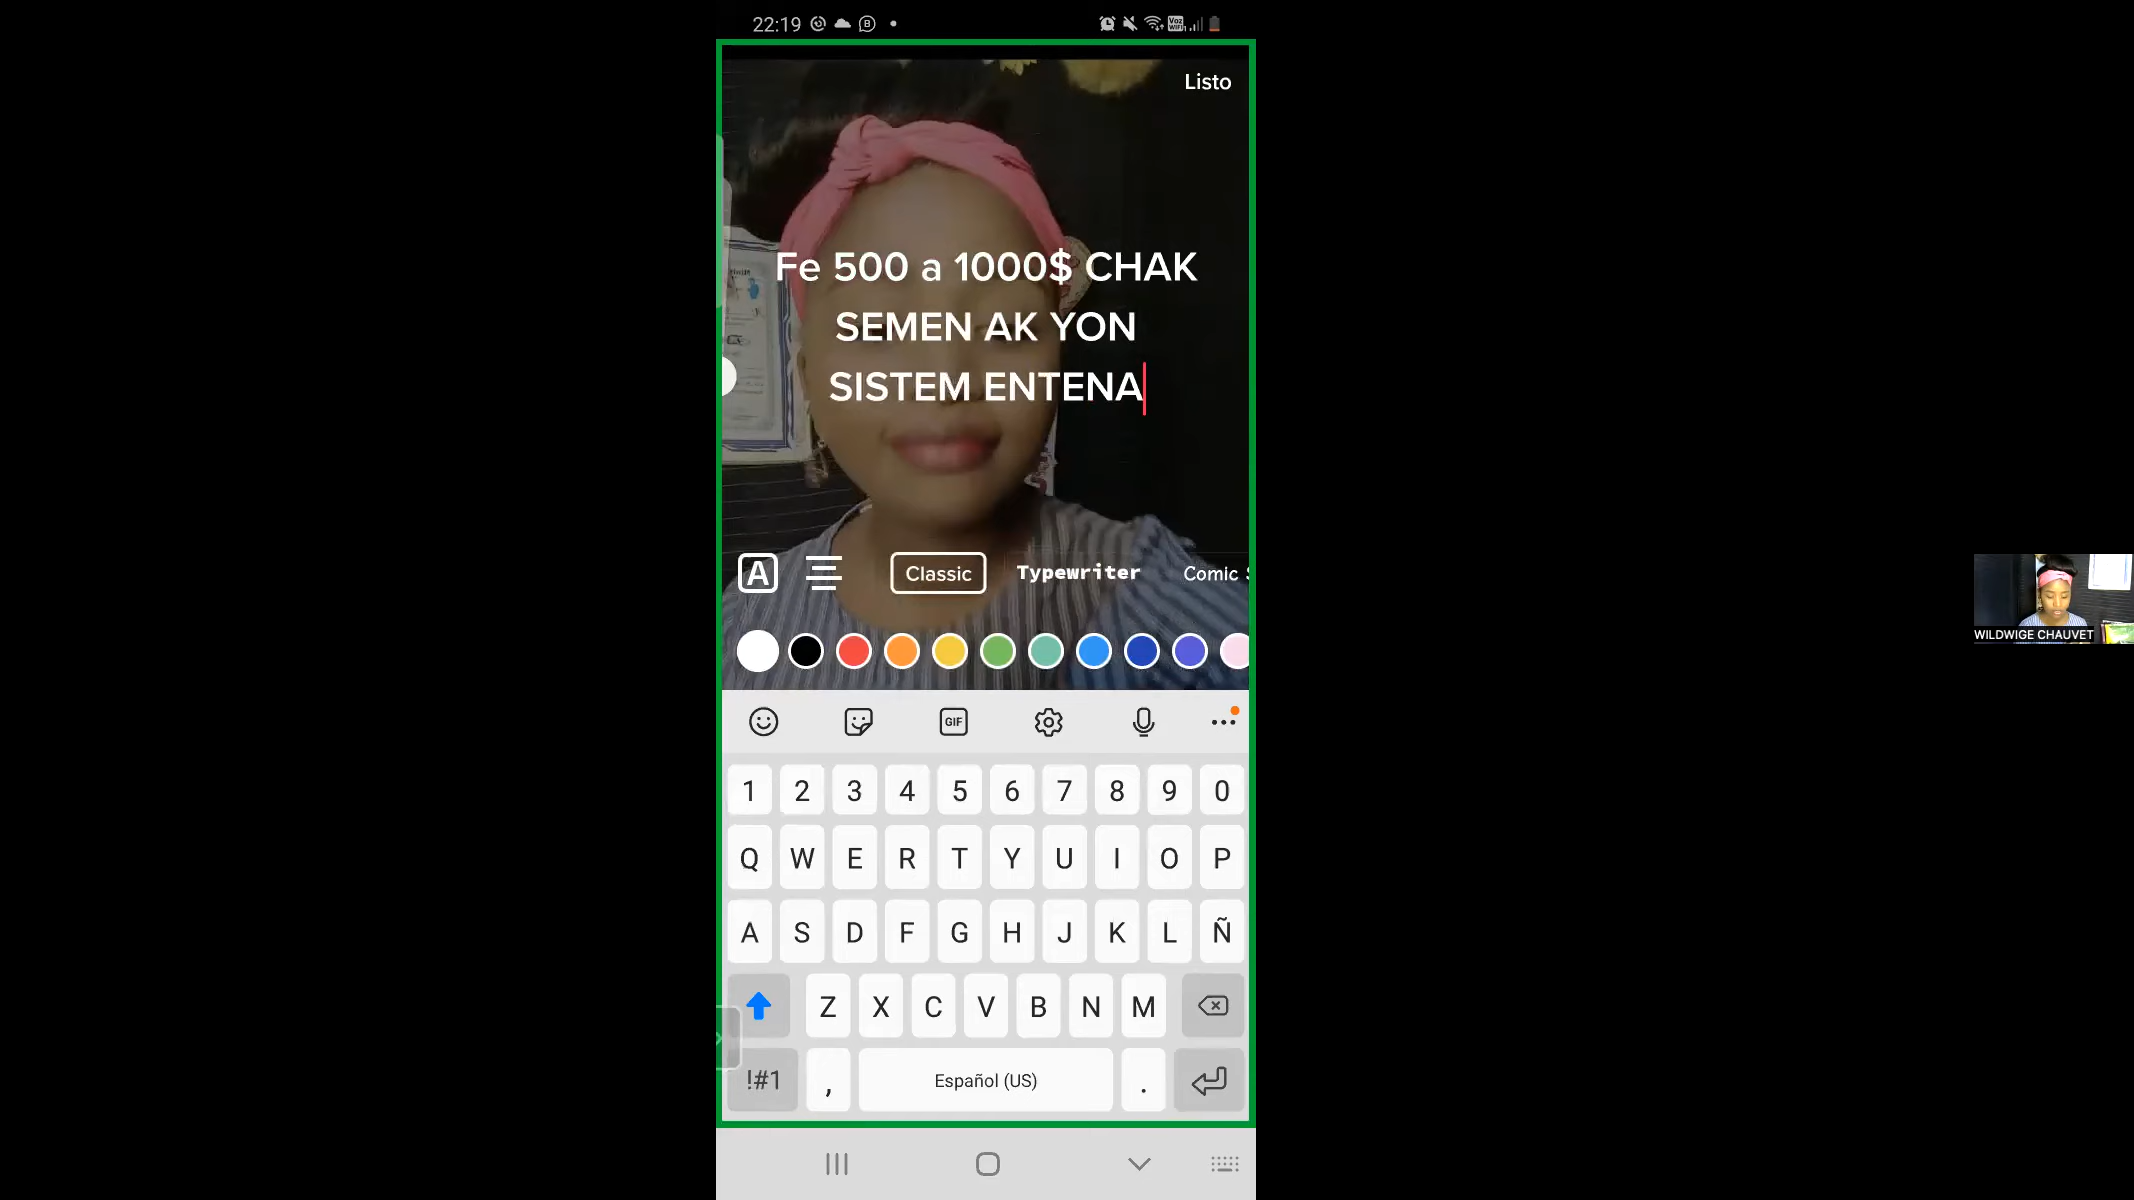 22:19
Listo
Fe 500 a 1000$ CHAK
SEMEN AK YON
SISTEM ENTENA
A
Classic
Typewriter
Comic
GIF
1 2 3 4 5 6 7 8 9 0
Q W E R T Y U I O P
A S D F G H J K L Ñ
Z X C V B N M
!#1 , Español (US) .
WILDWIGE CHAUVET